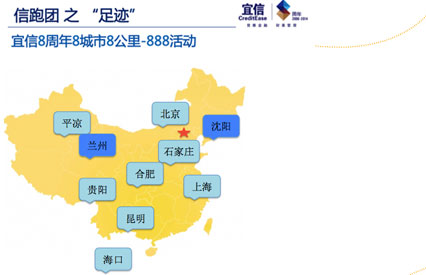 信跑团 之 “足迹”
宜信
CreditEase
宜信8周年8城市8公里-888活动
北京
平凉
沈阳
兰州
石家庄
合肥
贵阳
上海
昆明
海口